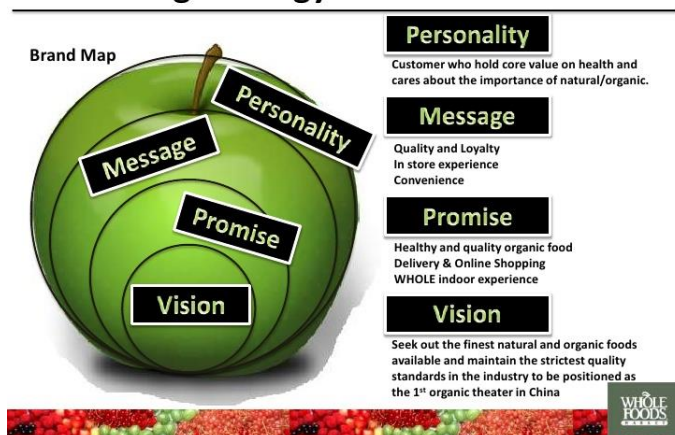 Brand Map
Personality
Message
Promise
Vision
Personality
Customer who hold core value on health and
cares about the importance of natural/organic.
Message
Quality and Loyalty
In store experience
Convenience
Promise
Healthy and quality organic food
Delivery & Online Shopping
WHOLE indoor experience
Vision
Seek out the finest natural and organic foods
available and maintain the strictest quality
standards in the industry to be positioned as
the 1st organic theater in China
WHOLE
FOODS
MARKET